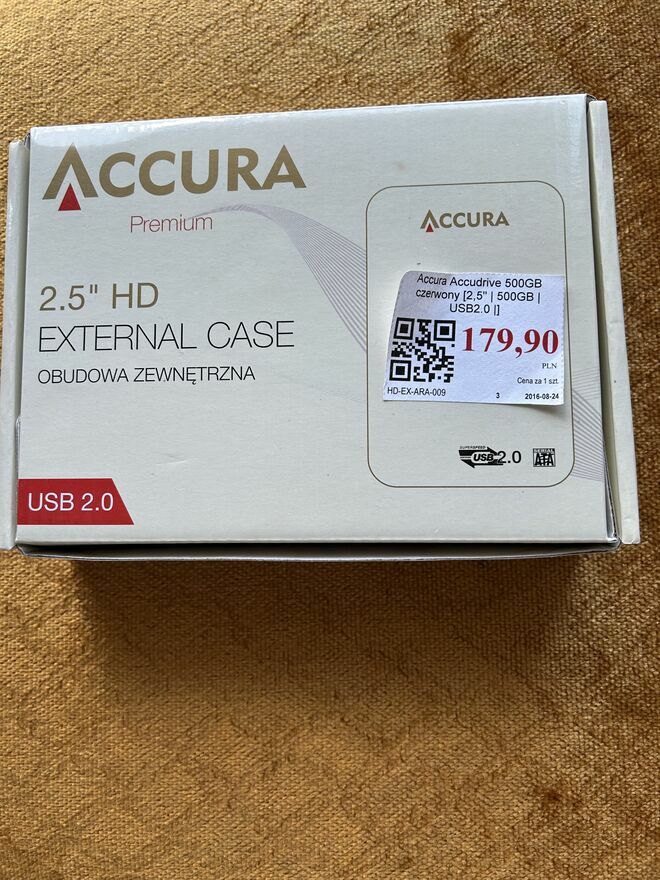 ACCURA
Premium
2.5" HD
EXTERNAL CASE
OBUDOWA ZEWNĘTRZNA
USB 2.0
ACCURA
Accura Accudrive 500GB
czerwony [2,5" | 500GB |
USB2.0 |]
179,90
PLN
Cena za 1 szt.
HD-EX-ARA-009
3
2016-08-24
SUPERSPEED
USB 2.0
SERIAL
ATA